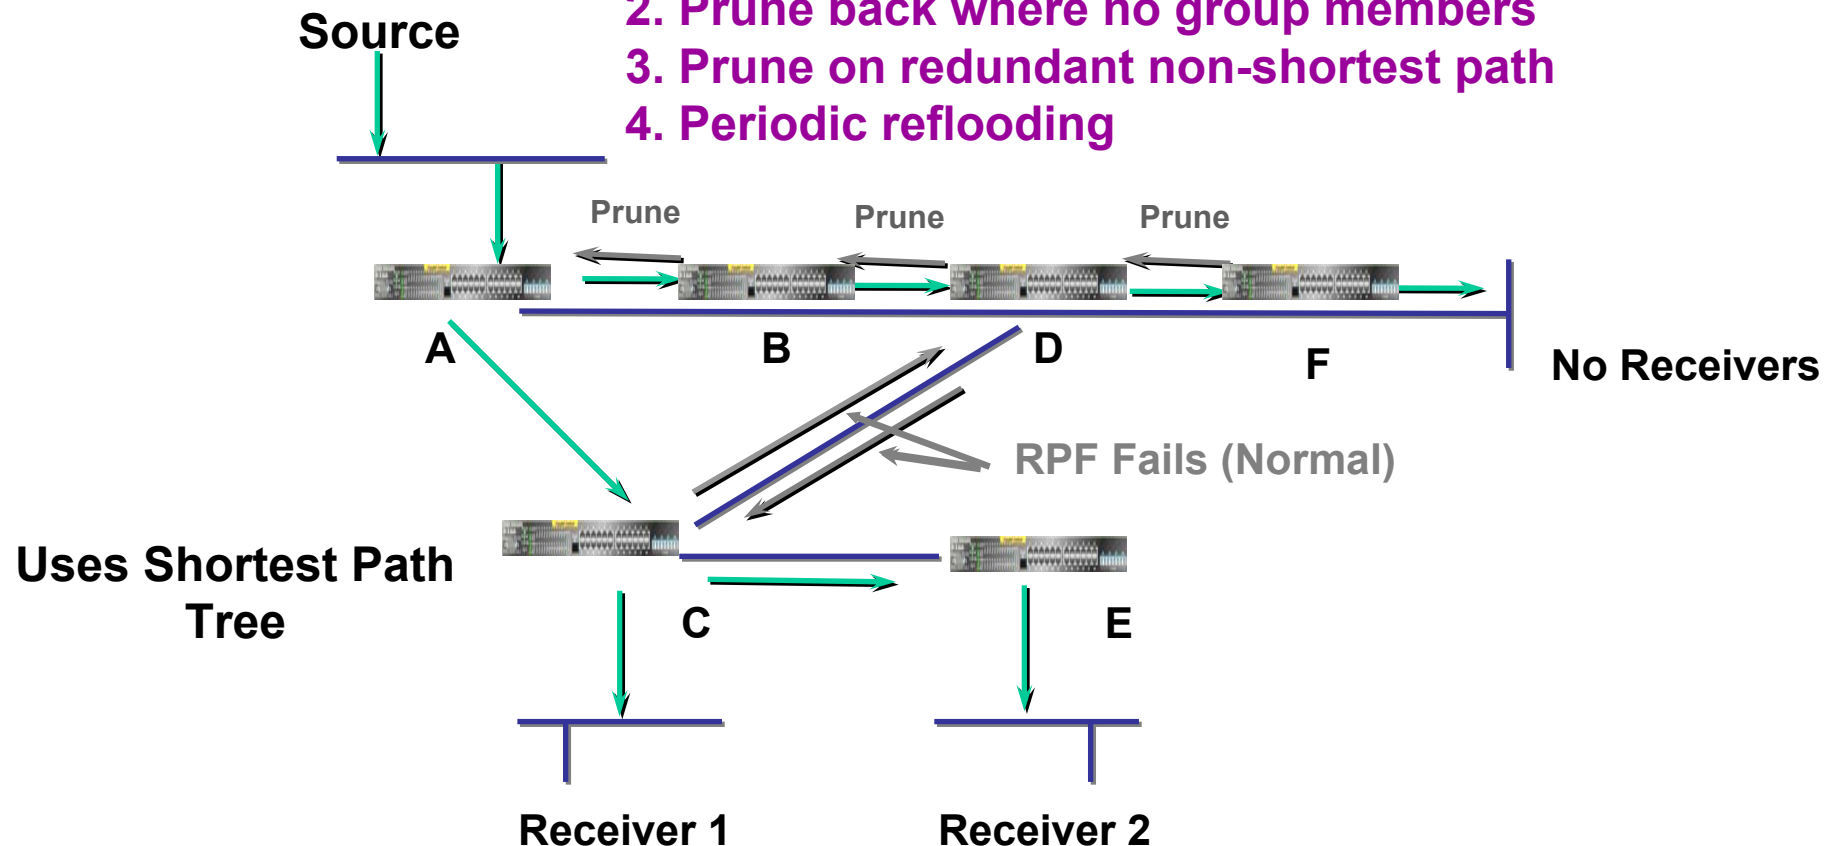 2. Prune back where no group members
Source
3. Prune on redundant non-shortest path
4. Periodic reflooding
Prune
Prune
Prune
A
B
D
F
No Receivers
RPF Fails (Normal)
Uses Shortest Path
Tree
C
E
Receiver 1
Receiver 2